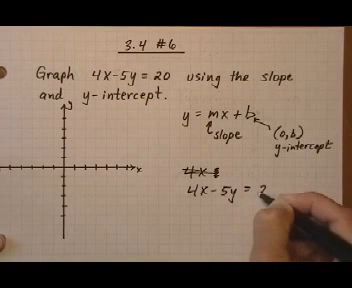 3.4 #6
Graph 4x-5y = 20 using the slope
and y-intercept.
y
y = mx + b
slope
(0,b)
y-intercept
x
4x
4x - 5y = 2